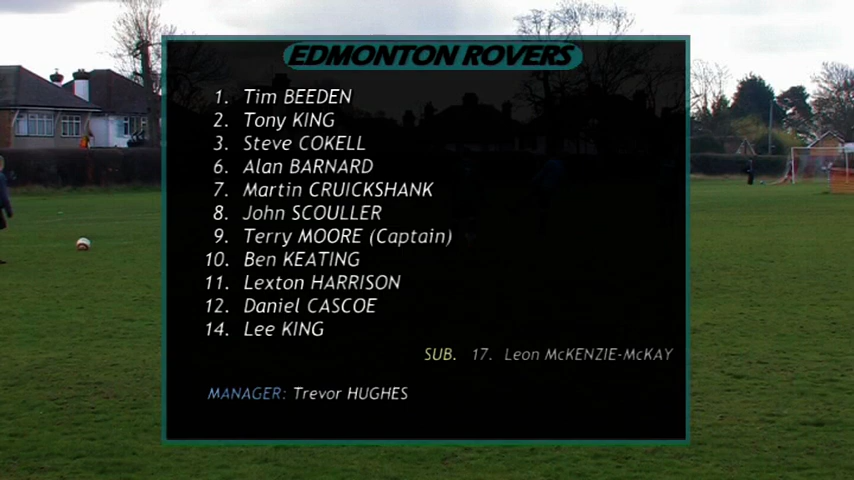 EDMONTON ROVERS
1. Tim BEEDEN
2. Tony KING
3. Steve COKELL
6. Alan BARNARD
7. Martin CRUICKSHANK
8. John SCOULLER
9. Terry MOORE (Captain)
10. Ben KEATING
11. Lexton HARRISON
12. Daniel CASCOE
14. Lee KING
SUB. 17. Leon McKENZIE-McKAY
MANAGER: Trevor HUGHES